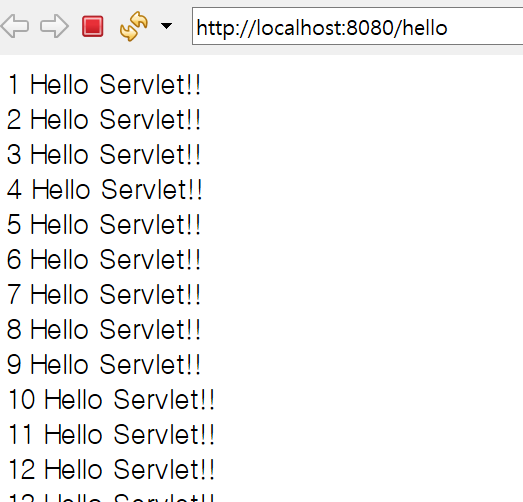 http://localhost:8080/hello
1 Hello Servlet!!
2 Hello Servlet!!
3 Hello Servlet!!
4 Hello Servlet!!
5 Hello Servlet!!
6 Hello Servlet!!
7 Hello Servlet!!
8 Hello Servlet!!
9 Hello Servlet!!
10 Hello Servlet!!
11 Hello Servlet!!
12 Hello Servlet!!